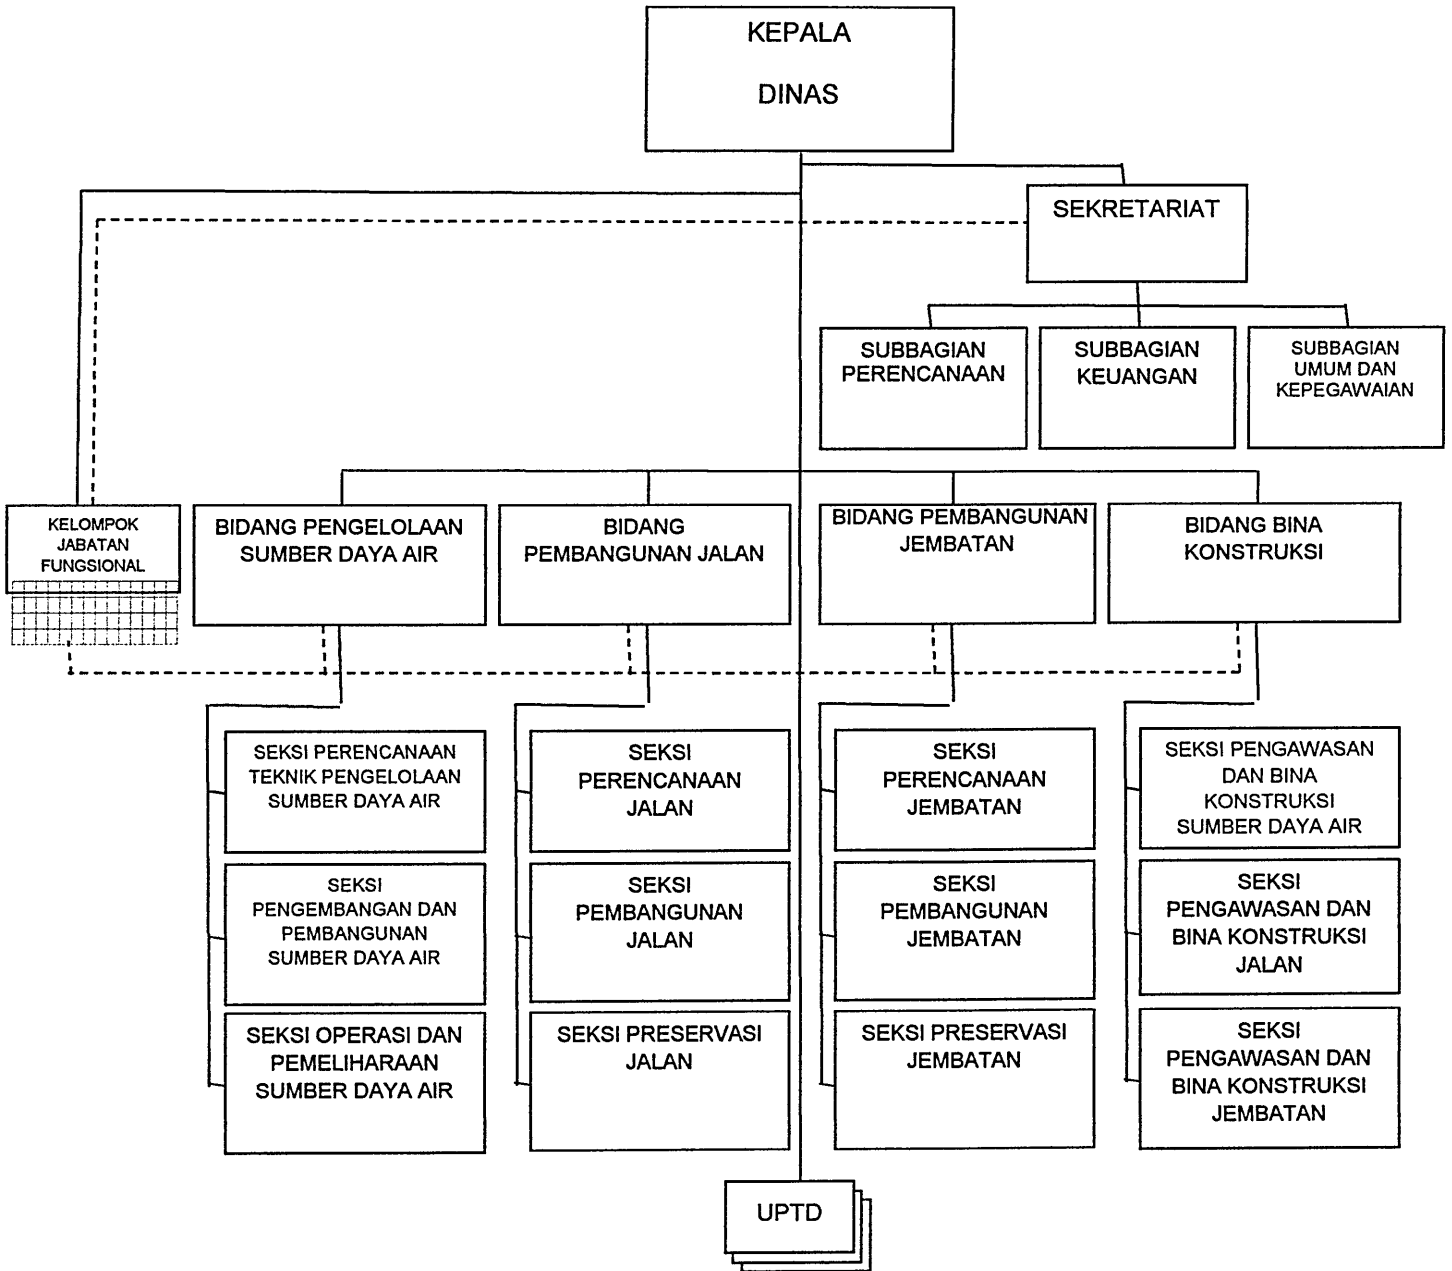 KEPALA
DINAS
SEKRETARIAT
SUBBAGIAN
PERENCANAAN
SUBBAGIAN
KEUANGAN
SUBBAGIAN
UMUM DAN
KEPEGAWAIAN
KELOMPOK
JABATAN
FUNGSIONAL
BIDANG PENGELOLAAN
SUMBER DAYA AIR
BIDANG
PEMBANGUNAN JALAN
BIDANG PEMBANGUNAN
JEMBATAN
BIDANG BINA
KONSTRUKSI
SEKSI PERENCANAAN
TEKNIK PENGELOLAAN
SUMBER DAYA AIR
SEKSI
PERENCANAAN
JALAN
SEKSI
PERENCANAAN
JEMBATAN
SEKSI PENGAWASAN
DAN BINA
KONSTRUKSI
SUMBER DAYA AIR
SEKSI
PENGEMBANGAN DAN
PEMBANGUNAN
SUMBER DAYA AIR
SEKSI
PEMBANGUNAN
JALAN
SEKSI
PEMBANGUNAN
JEMBATAN
SEKSI
PENGAWASAN DAN
BINA KONSTRUKSI
JALAN
SEKSI OPERASI DAN
PEMELIHARAAN
SUMBER DAYA AIR
SEKSI PRESERVASI
JALAN
SEKSI PRESERVASI
JEMBATAN
SEKSI
PENGAWASAN DAN
BINA KONSTRUKSI
JEMBATAN
UPTD